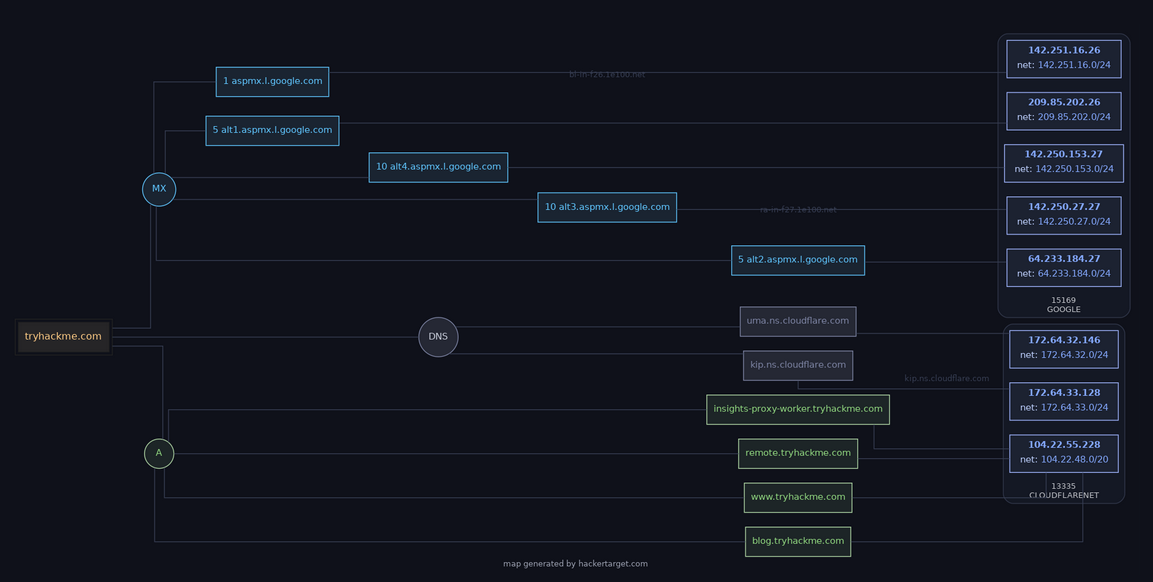 1 aspmx.l.google.com
bl-in-f26.1e100.net
142.251.16.26
net: 142.251.16.0/24
5 alt1.aspmx.l.google.com
209.85.202.26
net: 209.85.202.0/24
10 alt4.aspmx.l.google.com
142.250.153.27
net: 142.250.153.0/24
MX
10 alt3.aspmx.l.google.com
ra-in-f27.1e100.net
142.250.27.27
net: 142.250.27.0/24
5 alt2.aspmx.l.google.com
64.233.184.27
net: 64.233.184.0/24
15169
GOOGLE
tryhackme.com
DNS
uma.ns.cloudflare.com
172.64.32.146
net: 172.64.32.0/24
kip.ns.cloudflare.com
kip.ns.cloudflare.com
172.64.33.128
net: 172.64.33.0/24
insights-proxy-worker.tryhackme.com
A
remote.tryhackme.com
104.22.55.228
net: 104.22.48.0/20
13335
CLOUDFLARENET
www.tryhackme.com
blog.tryhackme.com
map generated by hackertarget.com